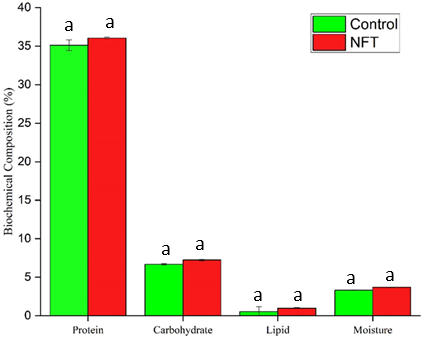 40
35
30
25
20
15
10
5
0
Biochemical Composition (%)
Control
NFT
a a
a a
a a
a a
Protein Carbohydrate Lipid Moisture